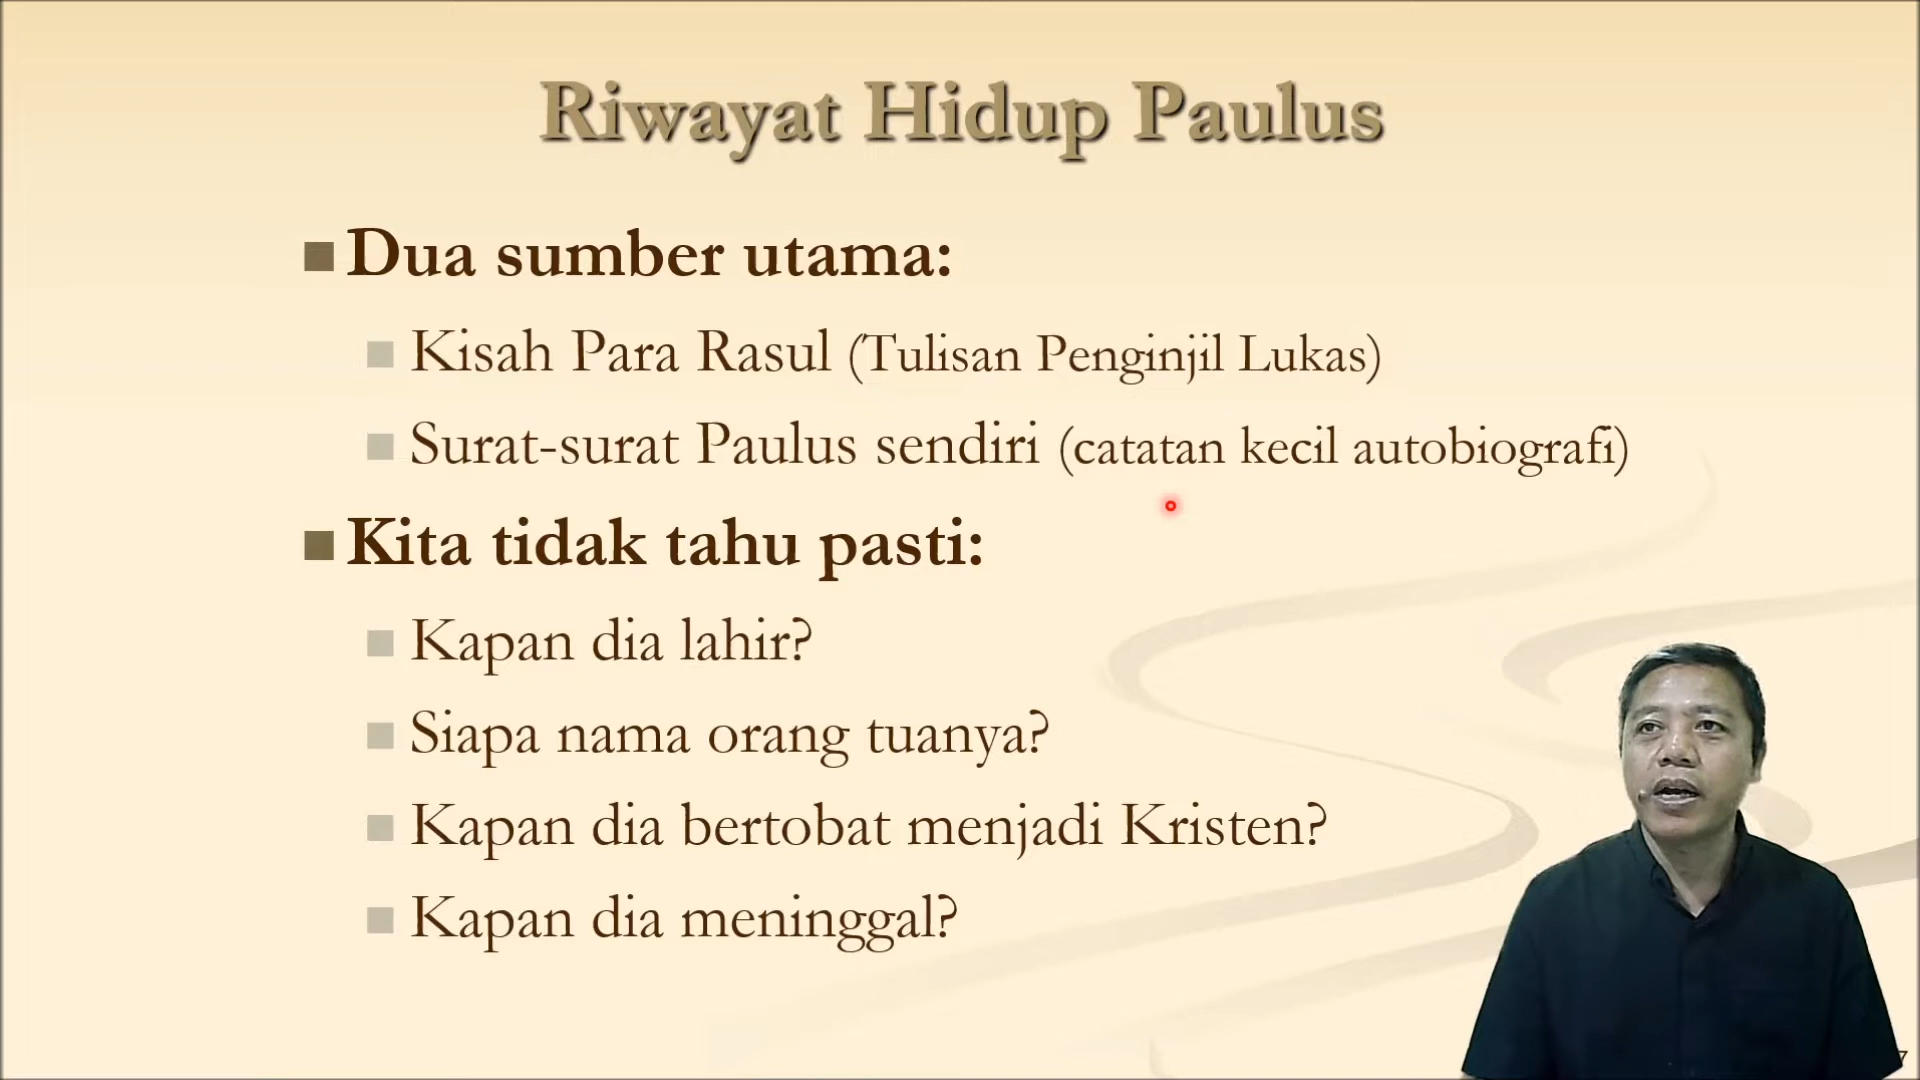 Riwayat Hidup Paulus
Dua sumber utama:
Kisah Para Rasul (Tulisan Penginjil Lukas)
Surat-surat Paulus sendiri (catatan kecil autobiografi)
Kita tidak tahu pasti:
Kapan dia lahir?
Siapa nama orang tuanya?
Kapan dia bertobat menjadi Kristen?
Kapan dia meninggal?
7